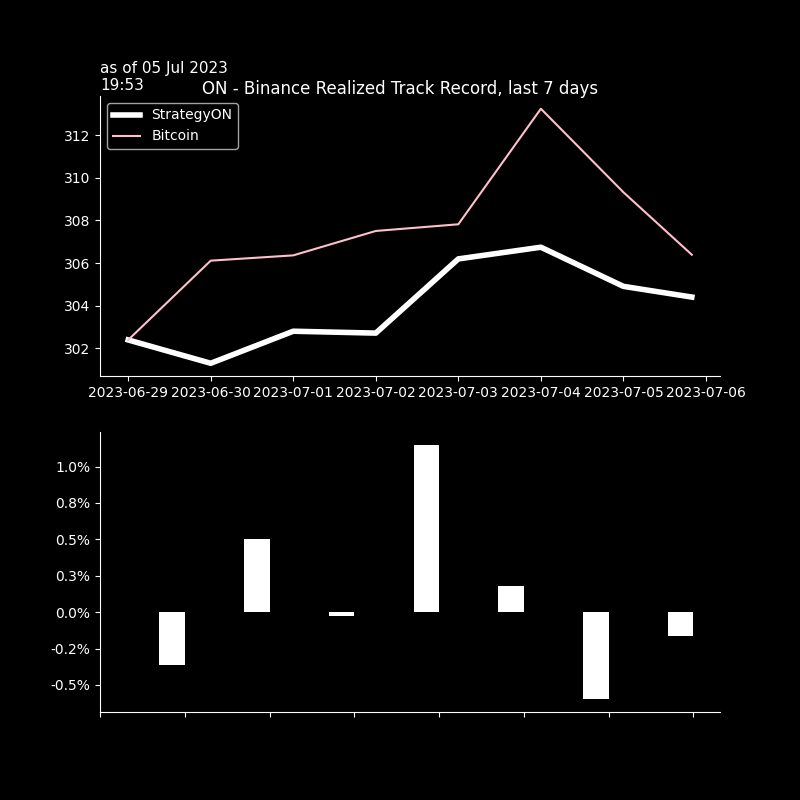 as of 05 Jul 2023
19:53
ON - Binance Realized Track Record, last 7 days
StrategyON
Bitcoin
312
310
308
306
304
302
2023-06-29 2023-06-30 2023-07-01 2023-07-02 2023-07-03 2023-07-04 2023-07-05 2023-07-06
1.0%
0.8%
0.5%
0.3%
0.0%
-0.2%
-0.5%